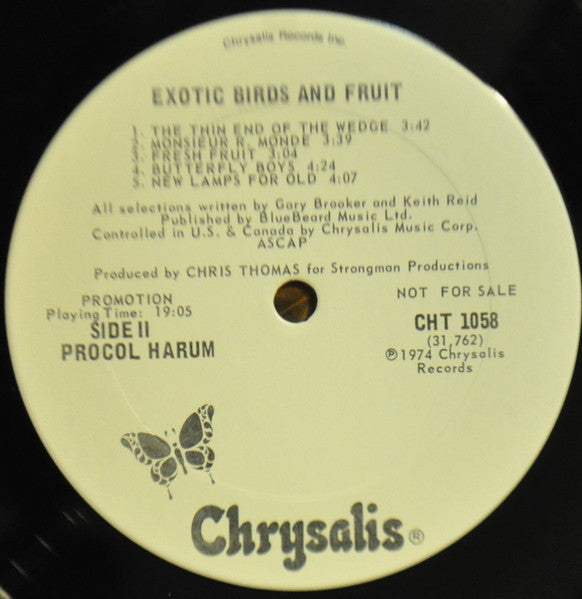 Chrysalis Records Inc.
EXOTIC BIRDS AND FRUIT
1. THE THIN END OF THE WEDGE 3:42
2. MONSIEUR R. MONDE 3:39
3. FRESH FRUIT 3:04
4. BUTTERFLY BOYS 4:24
5. NEW LAMPS FOR OLD 4:07
All selections written by Gary Brooker and Keith Reid
Published by BlueBeard Music Ltd.
Controlled in U.S. & Canada by Chrysalis Music Corp.
ASCAP
Produced by CHRIS THOMAS for Strongman Productions
PROMOTION
Playing Time: 19:05
SIDE II
PROCOL HARUM
NOT FOR SALE
CHT 1058
(31,762)
℗1974 Chrysalis
Records
Chrysalis®